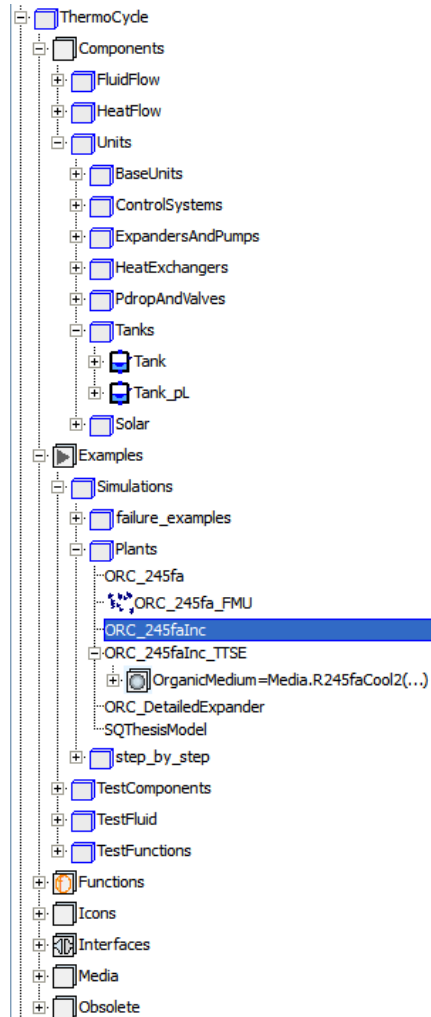 ThermoCycle
Components
FluidFlow
HeatFlow
Units
BaseUnits
ControlSystems
ExpandersAndPumps
HeatExchangers
PdropAndValves
Tanks
Tank
Tank_pL
Solar
Examples
Simulations
failure_examples
Plants
ORC_245fa
ORC_245fa_FMU
ORC_245faInc
ORC_245faInc_TTSE
OrganicMedium=Media.R245faCool2(...)
ORC_DetailedExpander
SQThesisModel
step_by_step
TestComponents
TestFluid
TestFunctions
Functions
Icons
Interfaces
Media
Obsolete